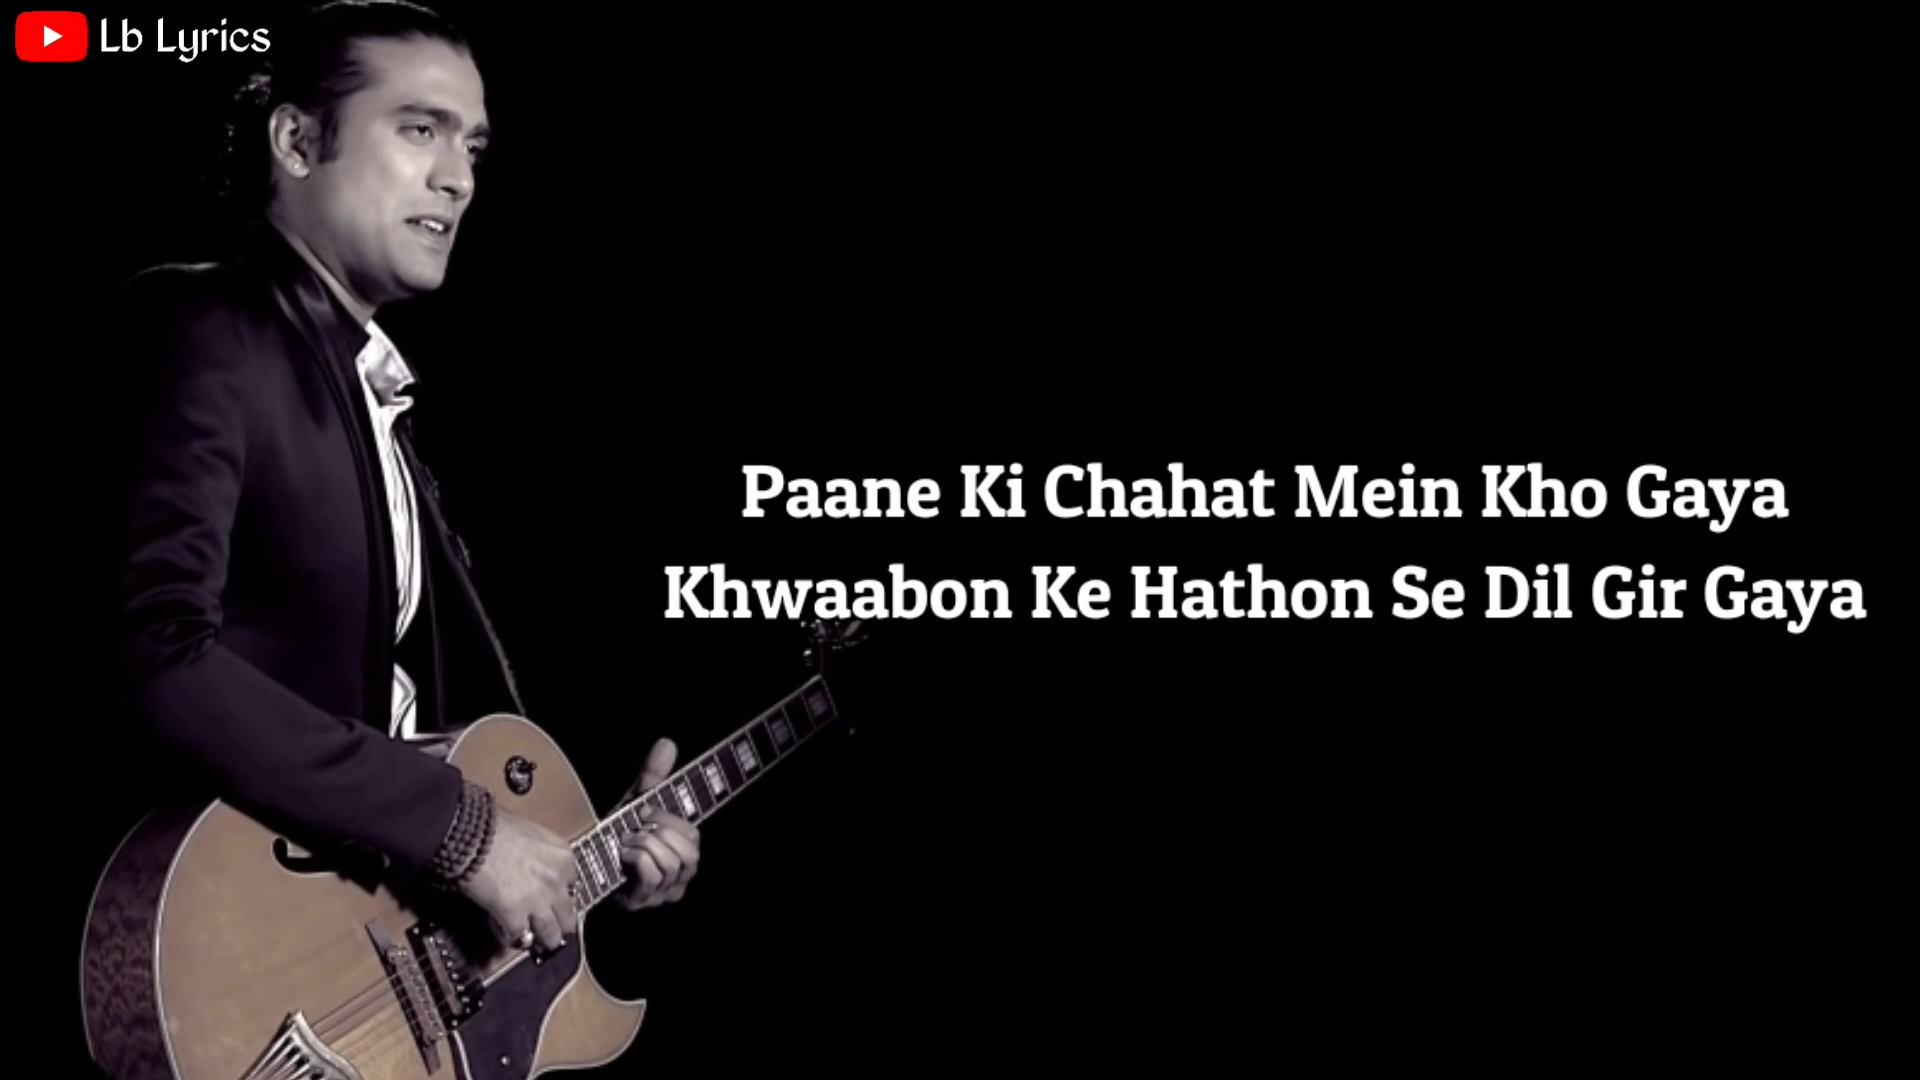 Lb Lyrics
Paane Ki Chahat Mein Kho Gaya
Khwaabon Ke Hathon Se Dil Gir Gaya